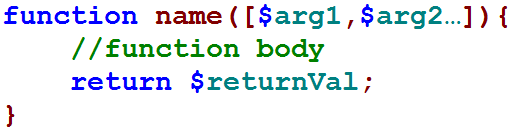 function name([$arg1,$arg2…]){
    //function body
    return $returnVal;
}